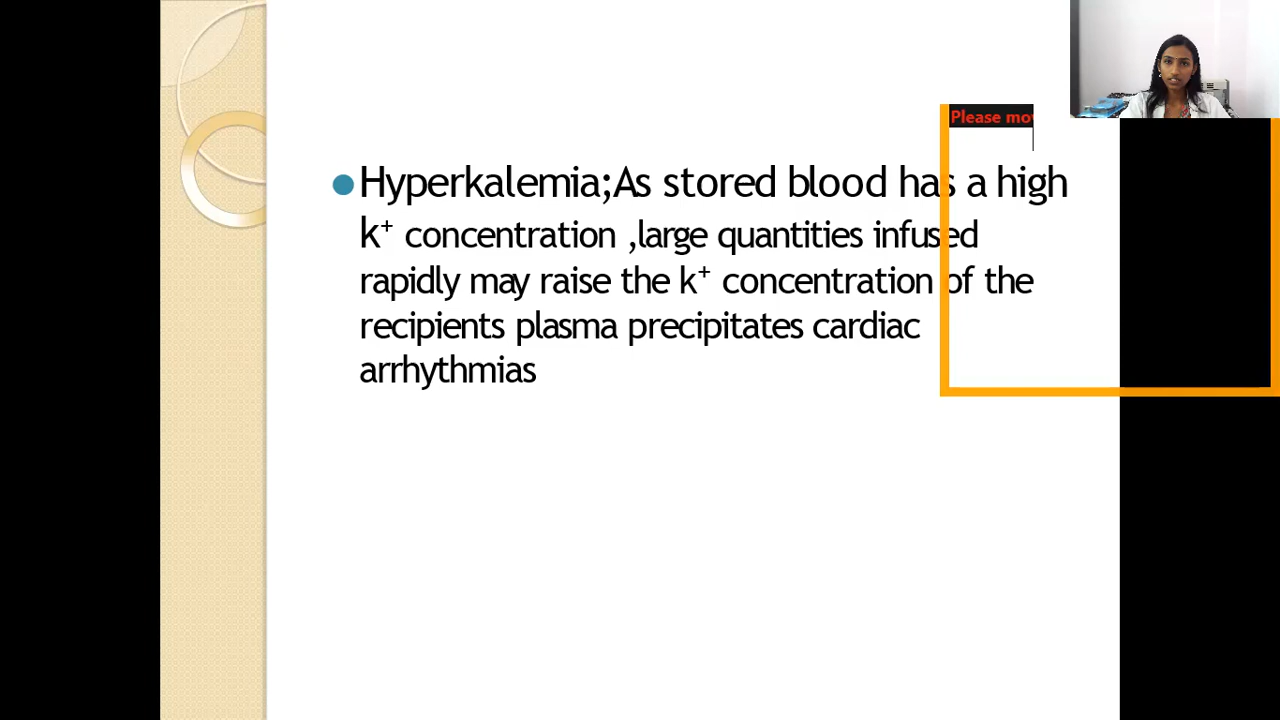 Please mo
Hyperkalemia;As stored blood has a high
k⁺ concentration ,large quantities infused
rapidly may raise the k⁺ concentration of the
recipients plasma precipitates cardiac
arrhythmias